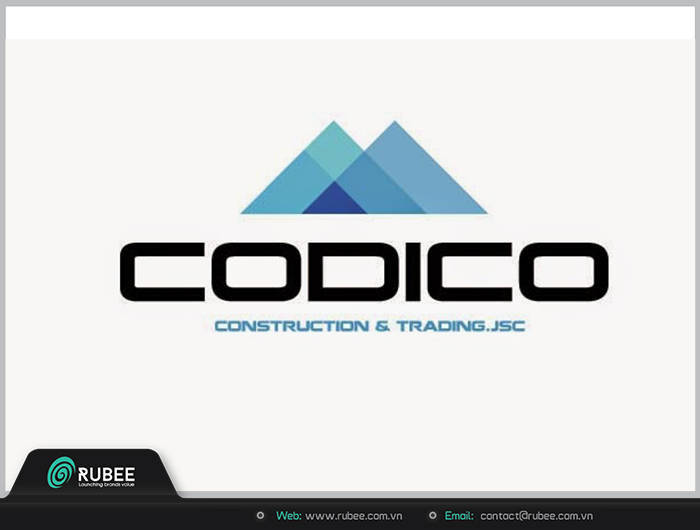 CODICO
CONSTRUCTION & TRADING.JSC
RUBEE
Launching brands value
Web: www.rubee.com.vn Email: contact@rubee.com.vn